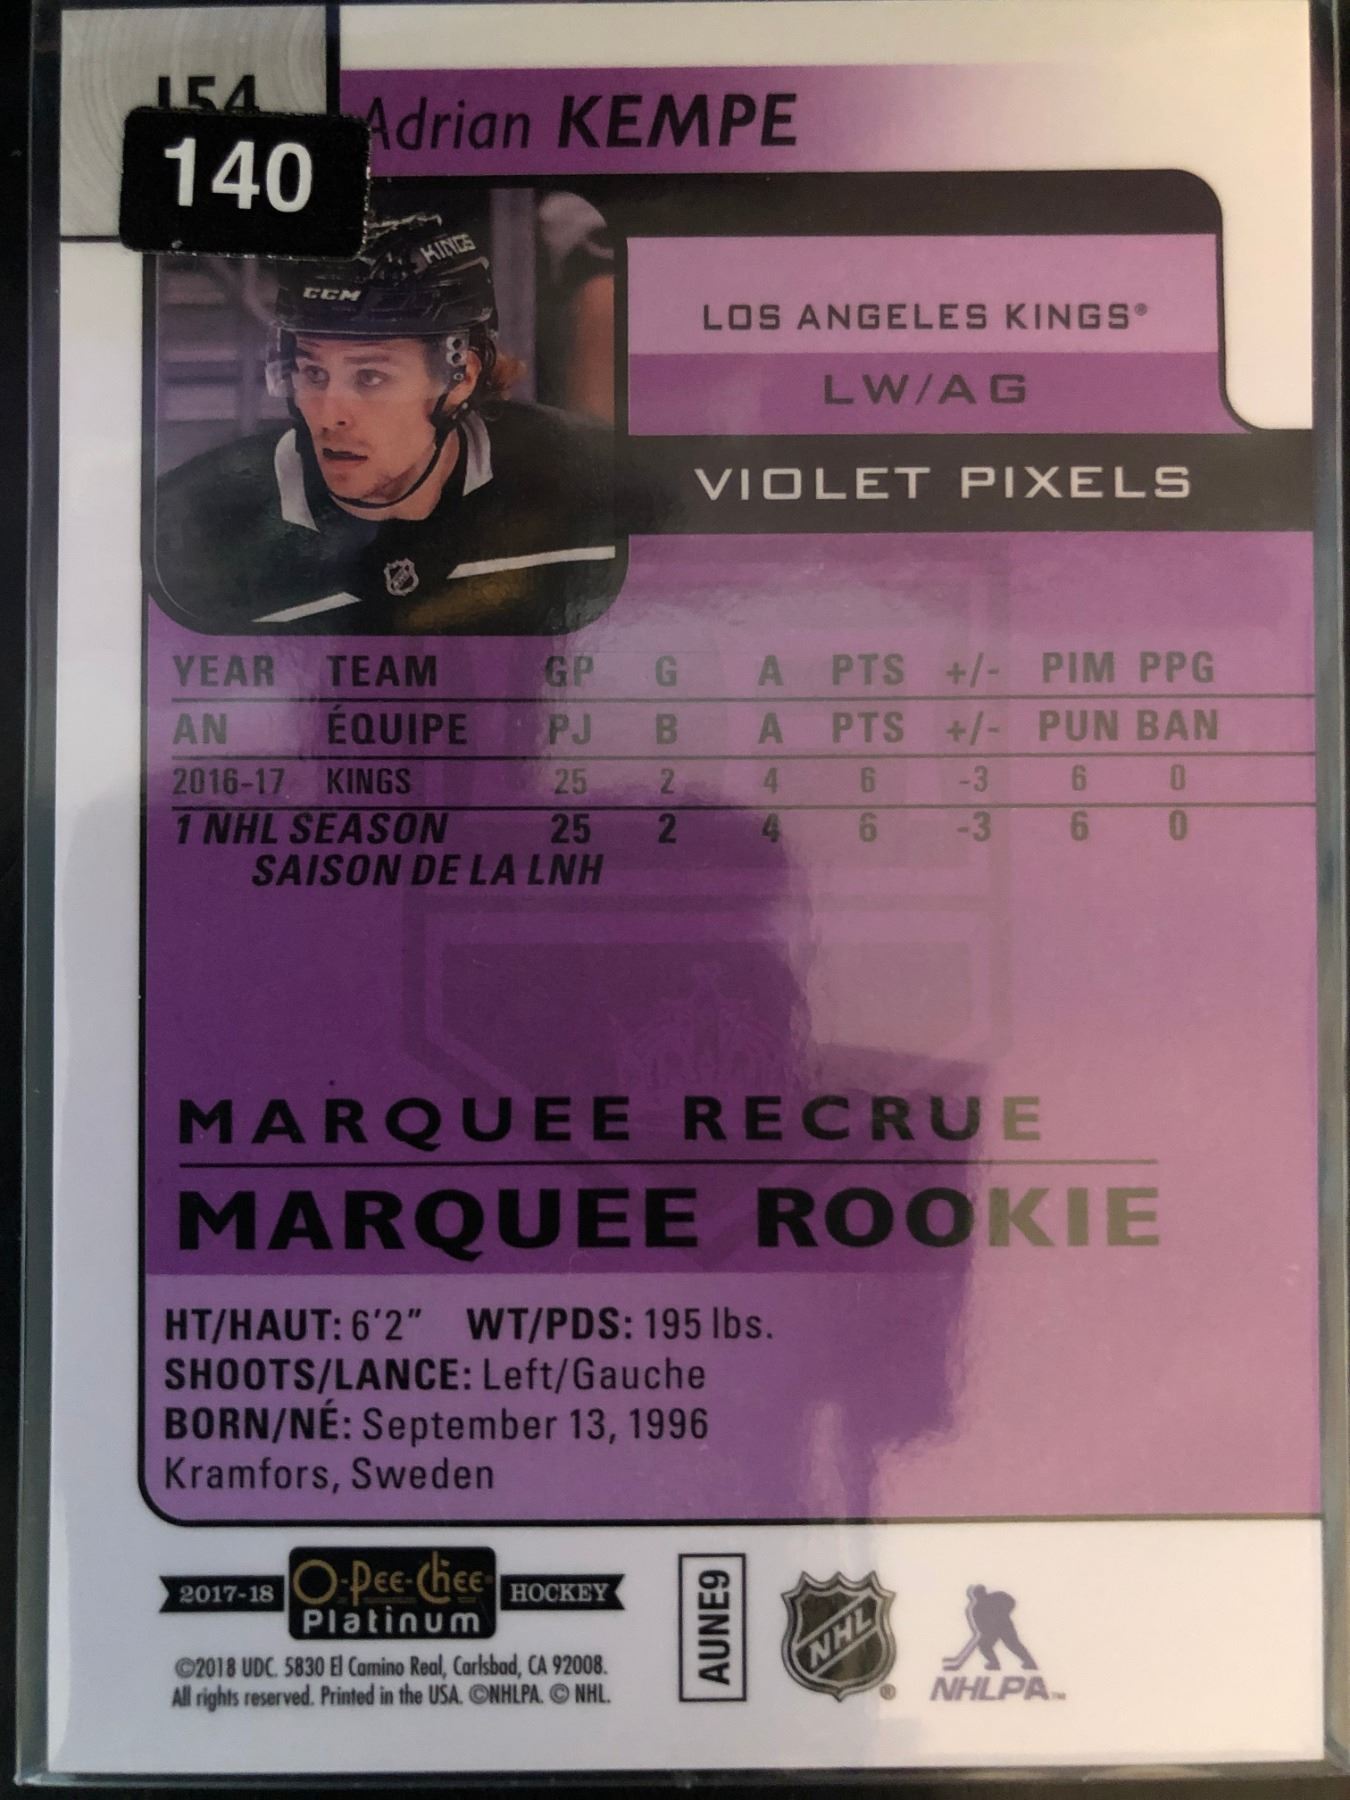 154
140
Adrian KEMPE
KINGS
CCM
LOS ANGELES KINGS®
LW/AG
VIOLET PIXELS
YEAR TEAM GP G A PTS +/- PIM PPG
AN ÉQUIPE PJ B A PTS +/- PUN BAN
2016-17 KINGS 25 2 4 6 -3 6 0
1 NHL SEASON 25 2 4 6 -3 6 0
SAISON DE LA LNH
MARQUEE RECRUE
MARQUEE ROOKIE
HT/HAUT: 6'2" WT/PDS: 195 lbs.
SHOOTS/LANCE: Left/Gauche
BORN/NÉ: September 13, 1996
Kramfors, Sweden
2017-18 O-Pee-Chee HOCKEY
Platinum
©2018 UDC. 5830 El Camino Real, Carlsbad, CA 92008.
All rights reserved. Printed in the USA. ©NHLPA. © NHL.
AUNE9
NHL®
NHLPA™